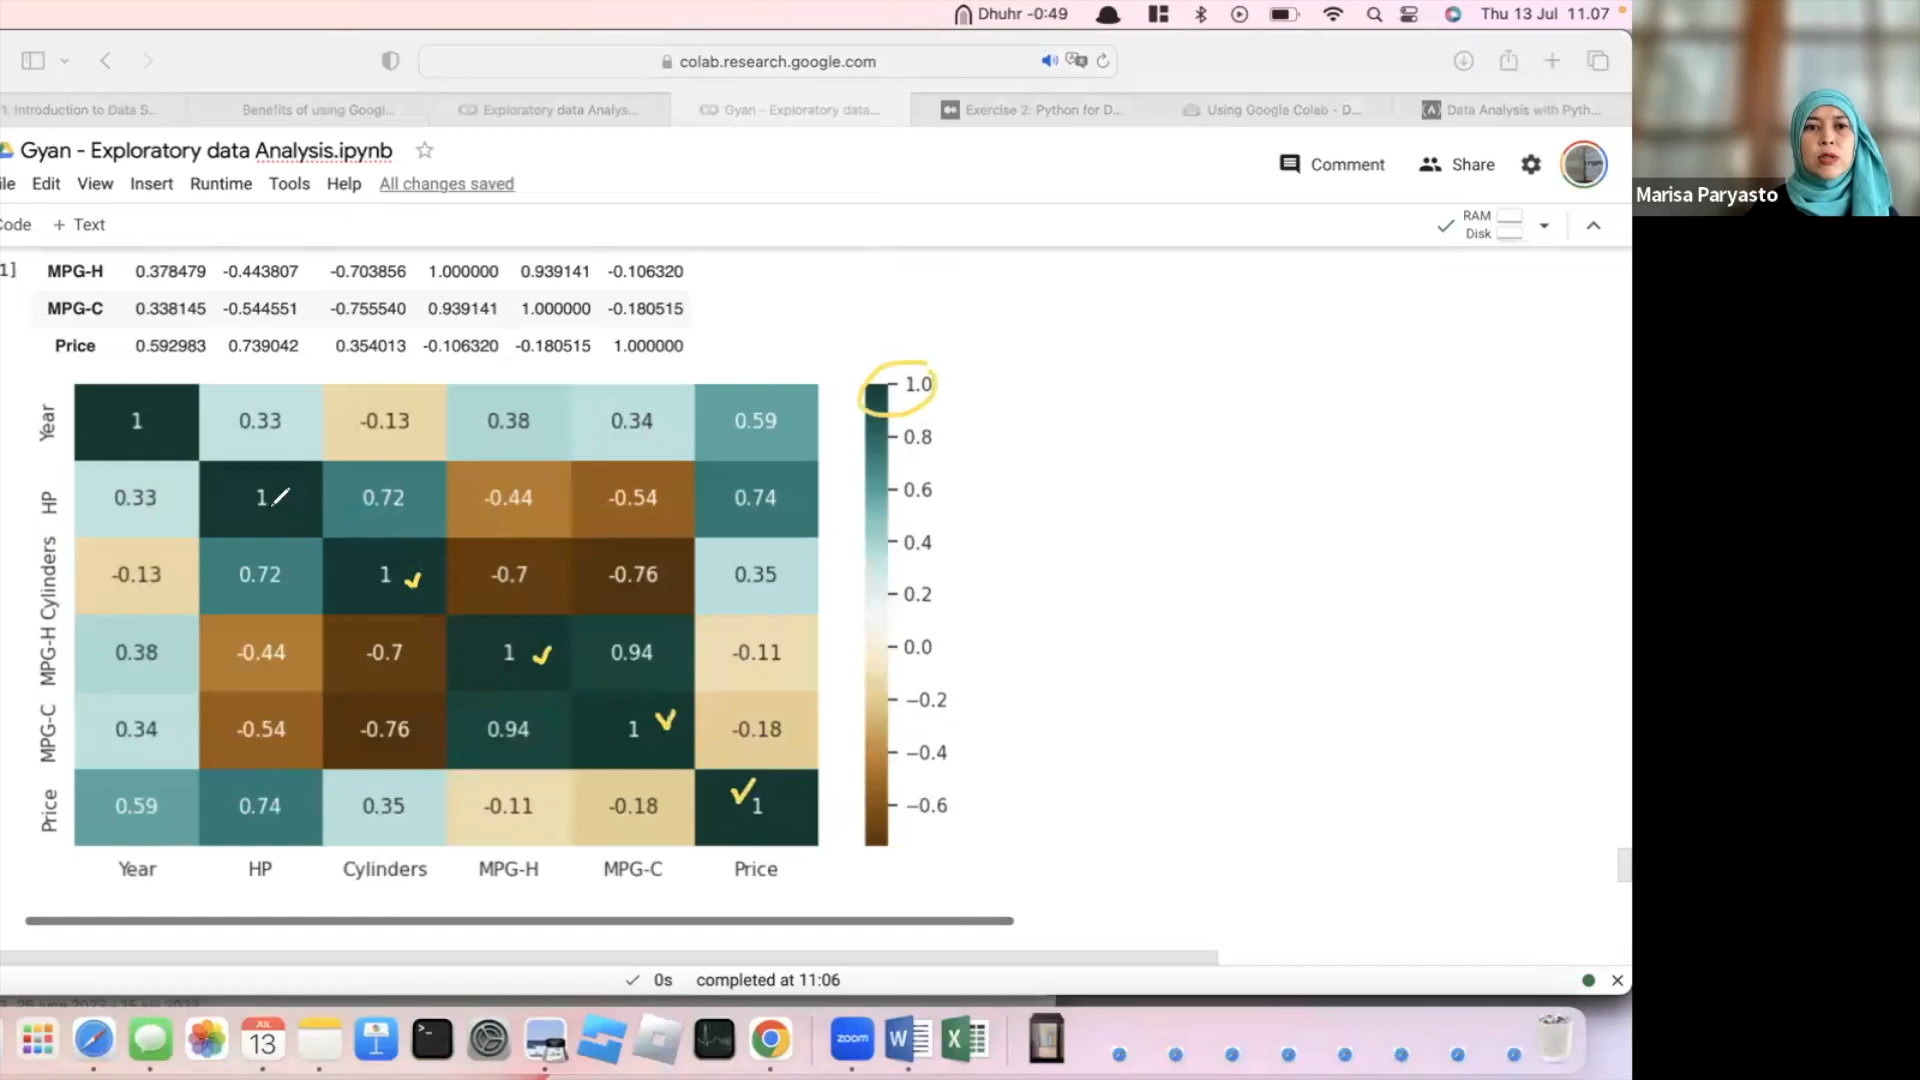 Dhuhr -0:49
Thu 13 Jul 11.07
colab.research.google.com
1. Introduction to Data S...
Benefits of using Googl...
Exploratory data Analys...
Gyan - Exploratory data...
Exercise 2: Python for D...
Using Google Colab - D...
Data Analysis with Pyth...
Gyan - Exploratory data Analysis.ipynb
Comment
Share
ile Edit View Insert Runtime Tools Help All changes saved
ode + Text
RAM
Disk
1] MPG-H 0.378479 -0.443807 -0.703856 1.000000 0.939141 -0.106320
MPG-C 0.338145 -0.544551 -0.755540 0.939141 1.000000 -0.180515
Price 0.592983 0.739042 0.354013 -0.106320 -0.180515 1.000000
Year 1 0.33 -0.13 0.38 0.34 0.59
HP 0.33 1 0.72 -0.44 -0.54 0.74
Cylinders -0.13 0.72 1 -0.7 -0.76 0.35
MPG-H 0.38 -0.44 -0.7 1 0.94 -0.11
MPG-C 0.34 -0.54 -0.76 0.94 1 -0.18
Price 0.59 0.74 0.35 -0.11 -0.18 1
Year HP Cylinders MPG-H MPG-C Price
1.0
0.8
0.6
0.4
0.2
0.0
−0.2
−0.4
−0.6
0s completed at 11:06
JUL
13
zoom
W
X
Marisa Paryasto